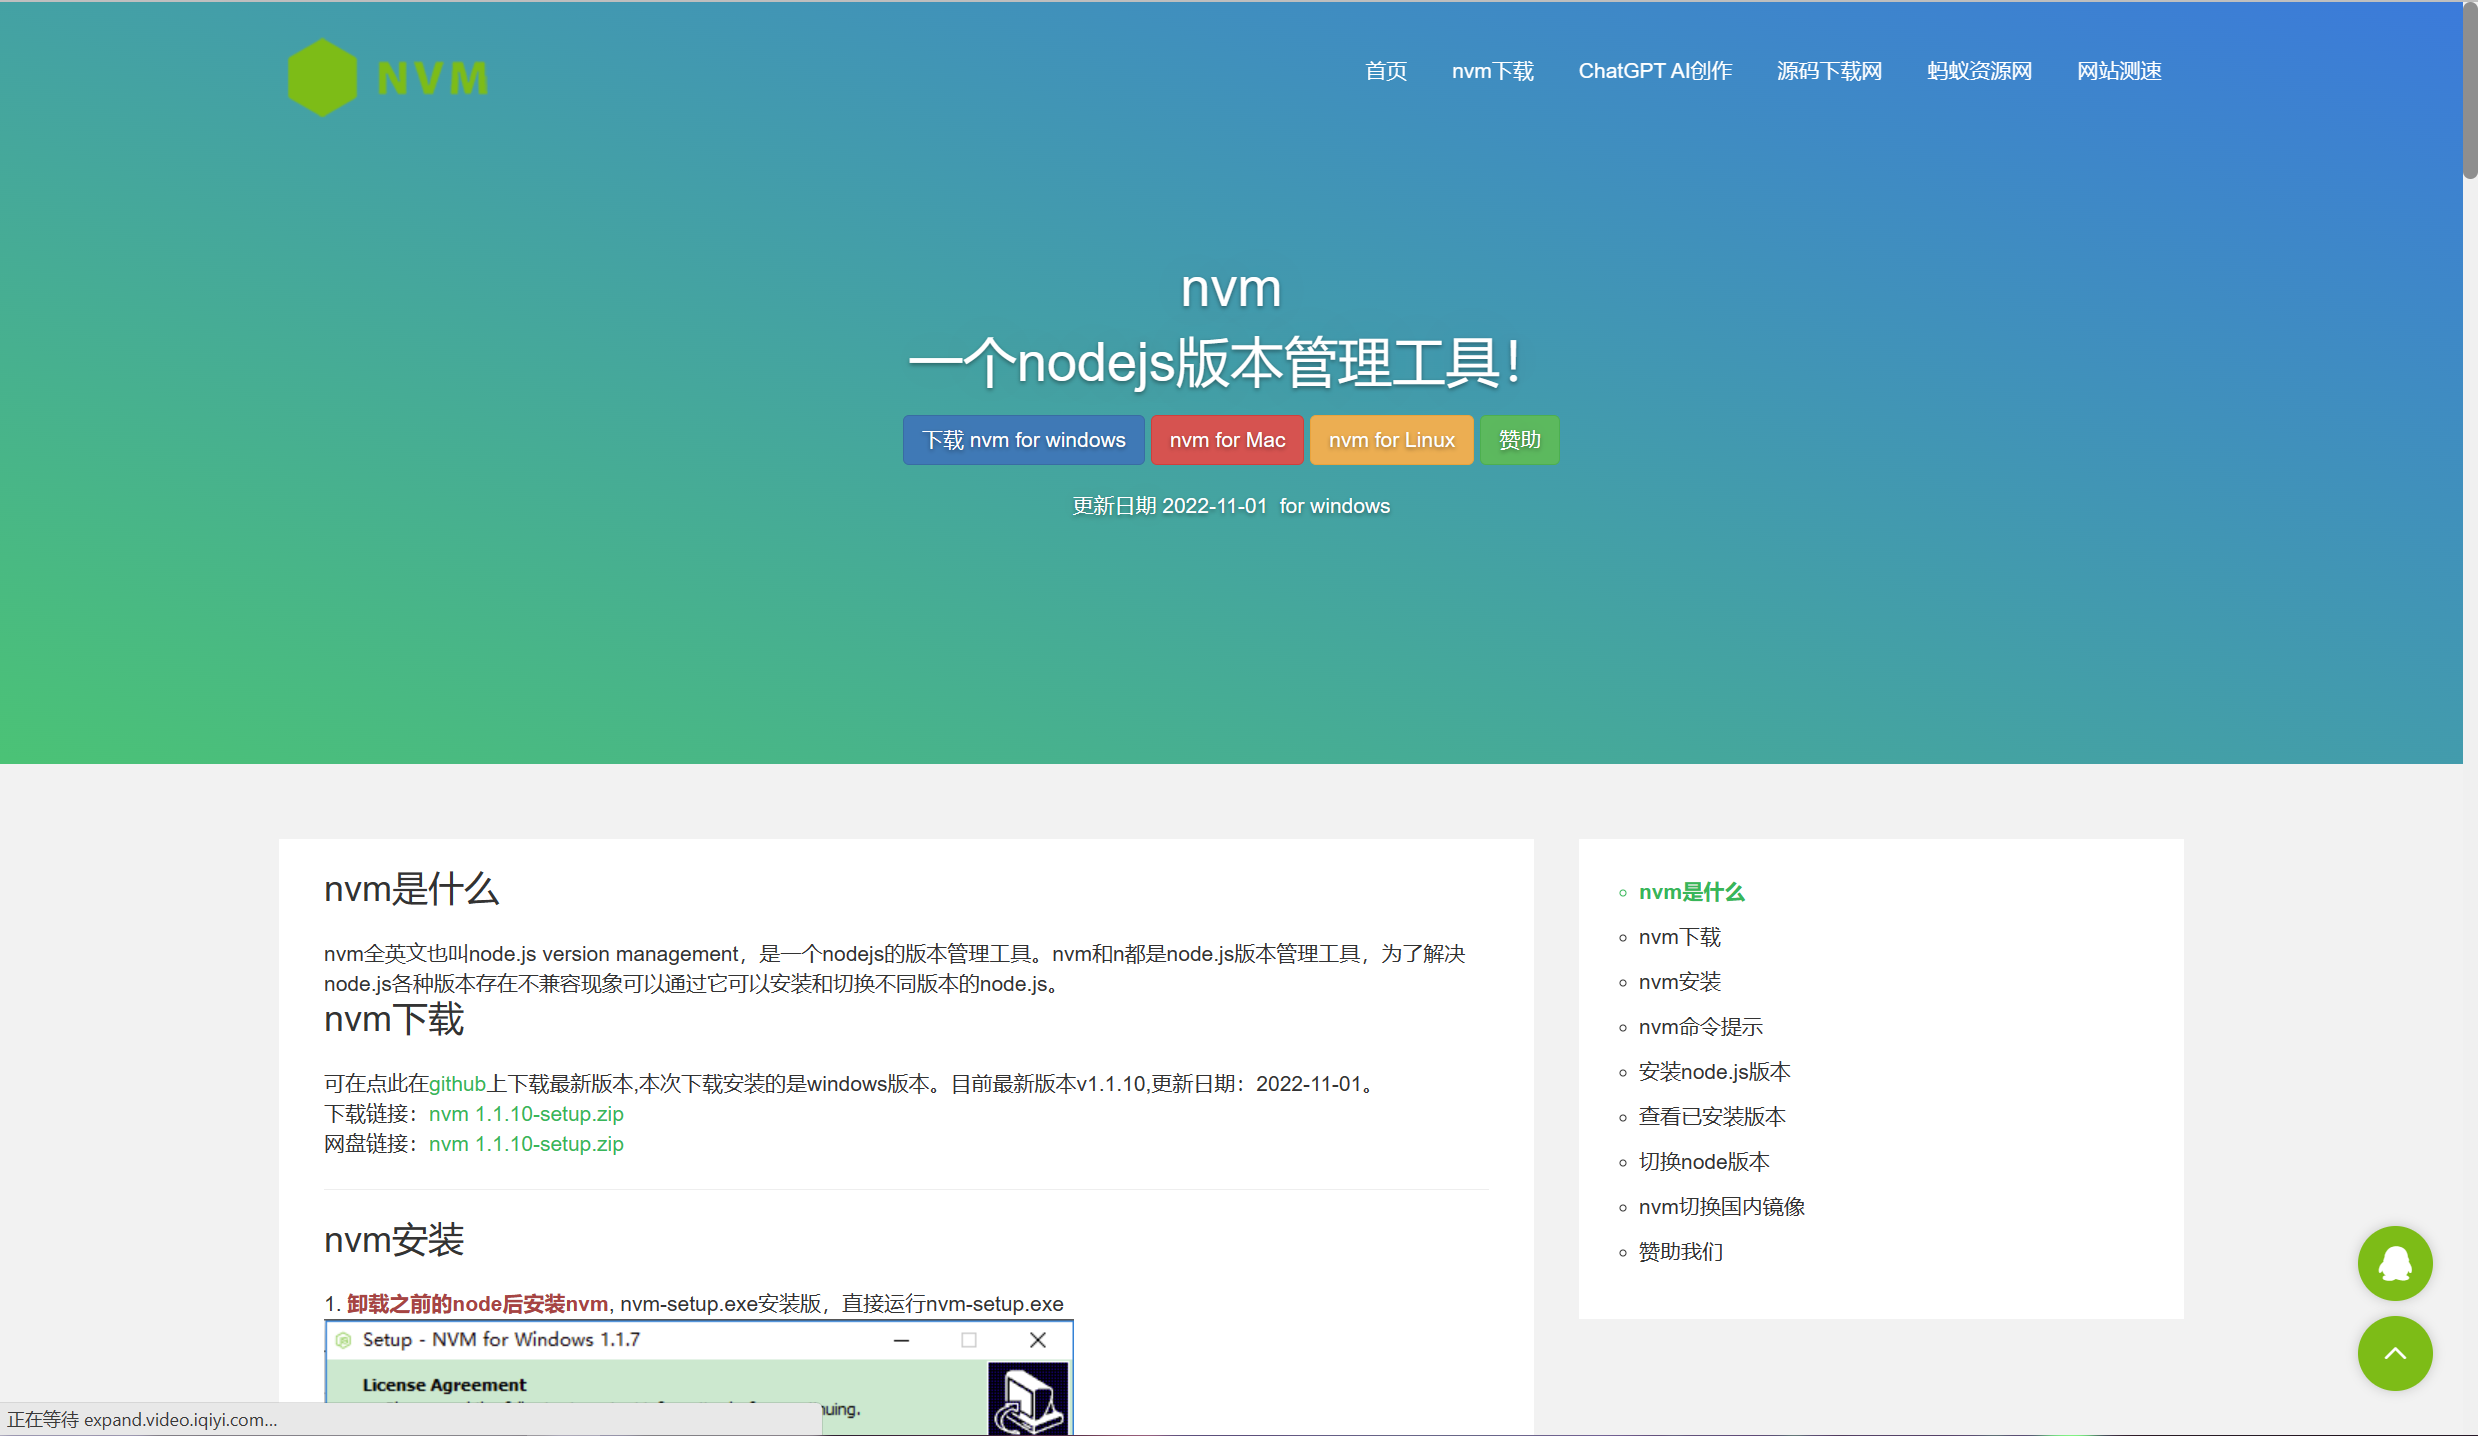 NVM
首页 nvm下载 ChatGPT AI创作 源码下载网 蚂蚁资源网 网站测速
nvm
一个nodejs版本管理工具！
下载 nvm for windows nvm for Mac nvm for Linux 赞助
更新日期 2022-11-01 for windows
nvm是什么
nvm全英文也叫node.js version management，是一个nodejs的版本管理工具。nvm和n都是node.js版本管理工具，为了解决
node.js各种版本存在不兼容现象可以通过它可以安装和切换不同版本的node.js。
nvm下载
可在点此在github上下载最新版本,本次下载安装的是windows版本。目前最新版本v1.1.10,更新日期：2022-11-01。
下载链接：nvm 1.1.10-setup.zip
网盘链接：nvm 1.1.10-setup.zip
nvm安装
1. 卸载之前的node后安装nvm, nvm-setup.exe安装版，直接运行nvm-setup.exe
Setup - NVM for Windows 1.1.7
License Agreement
nuing.
正在等待 expand.video.iqiyi.com...
nvm是什么
nvm下载
nvm安装
nvm命令提示
安装node.js版本
查看已安装版本
切换node版本
nvm切换国内镜像
赞助我们